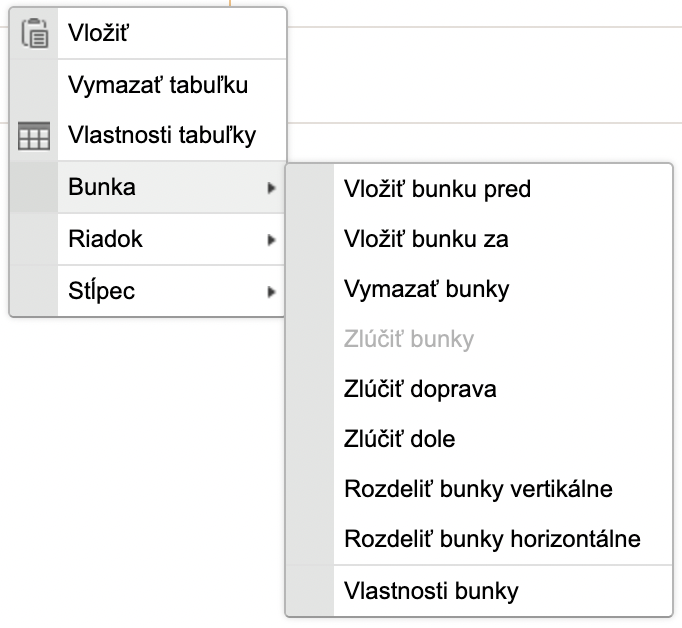 Vložiť
Vymazať tabuľku
Vlastnosti tabuľky
Bunka
Riadok
Stĺpec
Vložiť bunku pred
Vložiť bunku za
Vymazať bunky
Zlúčiť bunky
Zlúčiť doprava
Zlúčiť dole
Rozdeliť bunky vertikálne
Rozdeliť bunky horizontálne
Vlastnosti bunky